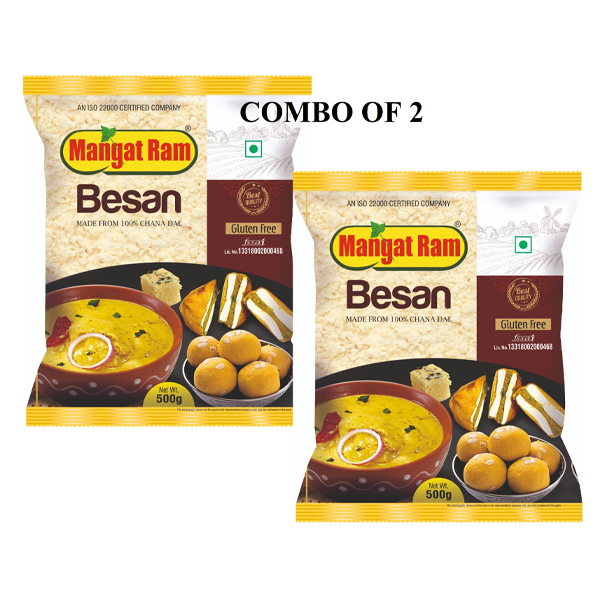 COMBO OF 2
AN ISO 22000 CERTIFIED COMPANY
Mangat Ram®
Besan
MADE FROM 100% CHANA DAL
Best
QUALITY
Gluten Free
fssai
Lic. No. 13318002000468
Net Wt.
500g
AN ISO 22000 CERTIFIED COMPANY
Mangat Ram®
Besan
MADE FROM 100% CHANA DAL
Best
QUALITY
Gluten Free
fssai
Lic. No. 13318002000468
Net Wt.
500g